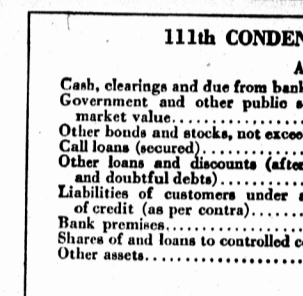 111th CONDEN
A
Cash, clearings and due from bank
Government and other public s
market value..................
Other bonds and stocks, not excee
Call loans (secured)..............
Other loans and discounts (after
and doubtful debts).............
Liabilities of customers under a
of credit (as per contra).......
Bank premises....................
Shares of and loans to controlled c
Other assets......................